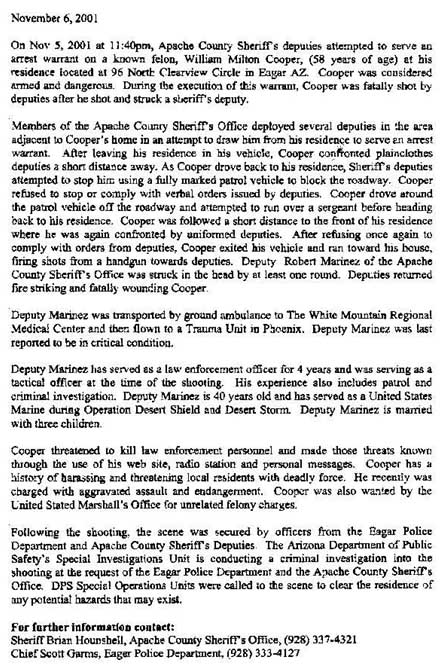 November 6, 2001
On Nov 5, 2001 at 11:40pm, Apache County Sheriff's deputies attempted to serve an
arrest warrant on a known felon, William Milton Cooper, (58 years of age) at his
residence located at 96 North Clearview Circle in Eagar AZ. Cooper was considered
armed and dangerous. During the execution of this warrant, Cooper was fatally shot by
deputies after he shot and struck a sheriff's deputy.
Members of the Apache County Sheriff's Office deployed several deputies in the area
adjacent to Cooper's home in an attempt to draw him from his residence to serve an arrest
warrant. After leaving his residence in his vehicle, Cooper confronted plainclothes
deputies a short distance away. As Cooper drove back to his residence, Sheriff's deputies
attempted to stop him using a fully marked patrol vehicle to block the roadway. Cooper
refused to stop or comply with verbal orders issued by deputies. Cooper drove around
the patrol vehicle off the roadway and attempted to run over a sergeant before heading
back to his residence. Cooper was followed a short distance to the front of his residence
where he was again confronted by uniformed deputies. After refusing once again to
comply with orders from deputies, Cooper exited his vehicle and ran toward his house,
firing shots from a handgun towards deputies. Deputy Robert Marinez of the Apache
County Sheriff's Office was struck in the head by at least one round. Deputies returned
fire striking and fatally wounding Cooper.
Deputy Marinez was transported by ground ambulance to The White Mountain Regional
Medical Center and then flown to a Trauma Unit in Phoenix. Deputy Marinez was last
reported to be in critical condition.
Deputy Marinez has served as a law enforcement officer for 4 years and was serving as a
tactical officer at the time of the shooting. His experience also includes patrol and
criminal investigation. Deputy Marinez is 40 years old and has served as a United States
Marine during Operation Desert Shield and Desert Storm. Deputy Marinez is married
with three children.
Cooper threatened to kill law enforcement personnel and made those threats known
through the use of his web site, radio station and personal messages. Cooper has a
history of harassing and threatening local residents with deadly force. He recently was
charged with aggravated assault and endangerment. Cooper was also wanted by the
United Stated Marshall's Office for unrelated felony charges.
Following the shooting, the scene was secured by officers from the Eagar Police
Department and Apache County Sheriff's Deputies. The Arizona Department of Public
Safety's Special Investigations Unit is conducting a criminal investigation into the
shooting at the request of the Eagar Police Department and the Apache County Sheriff's
Office. DPS Special Operations Units were called to the scene to clear the residence of
any potential hazards that may exist.
For further information contact:
Sheriff Brian Hounshell, Apache County Sheriff's Office, (928) 337-4321
Chief Scott Garms, Eager Police Department, (928) 333-4127